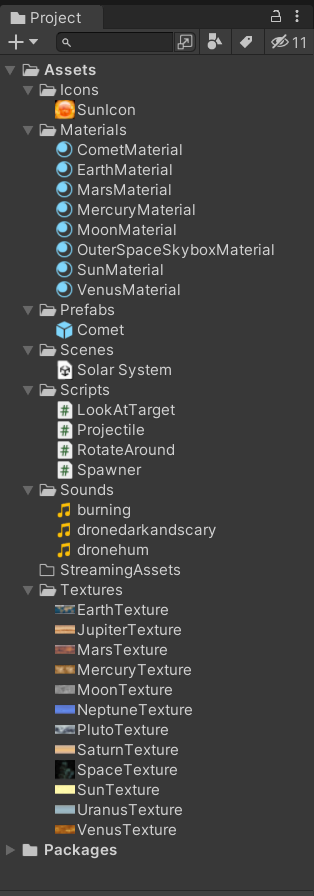 Project
11
Assets
Icons
SunIcon
Materials
CometMaterial
EarthMaterial
MarsMaterial
MercuryMaterial
MoonMaterial
OuterSpaceSkyboxMaterial
SunMaterial
VenusMaterial
Prefabs
Comet
Scenes
Solar System
Scripts
LookAtTarget
Projectile
RotateAround
Spawner
Sounds
burning
dronedarkandscary
dronehum
StreamingAssets
Textures
EarthTexture
JupiterTexture
MarsTexture
MercuryTexture
MoonTexture
NeptuneTexture
PlutoTexture
SaturnTexture
SpaceTexture
SunTexture
UranusTexture
VenusTexture
Packages